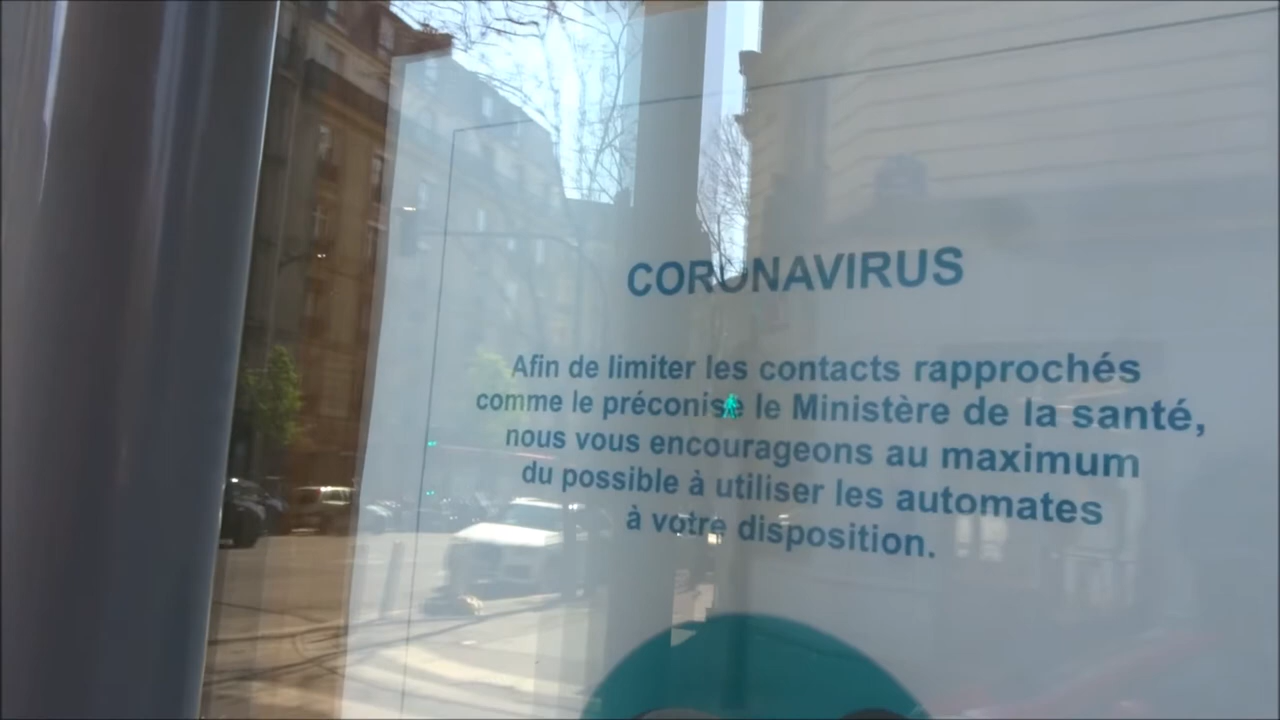 CORONAVIRUS
Afin de limiter les contacts rapprochés
comme le préconise le Ministère de la santé,
nous vous encourageons au maximum
du possible à utiliser les automates
à votre disposition.